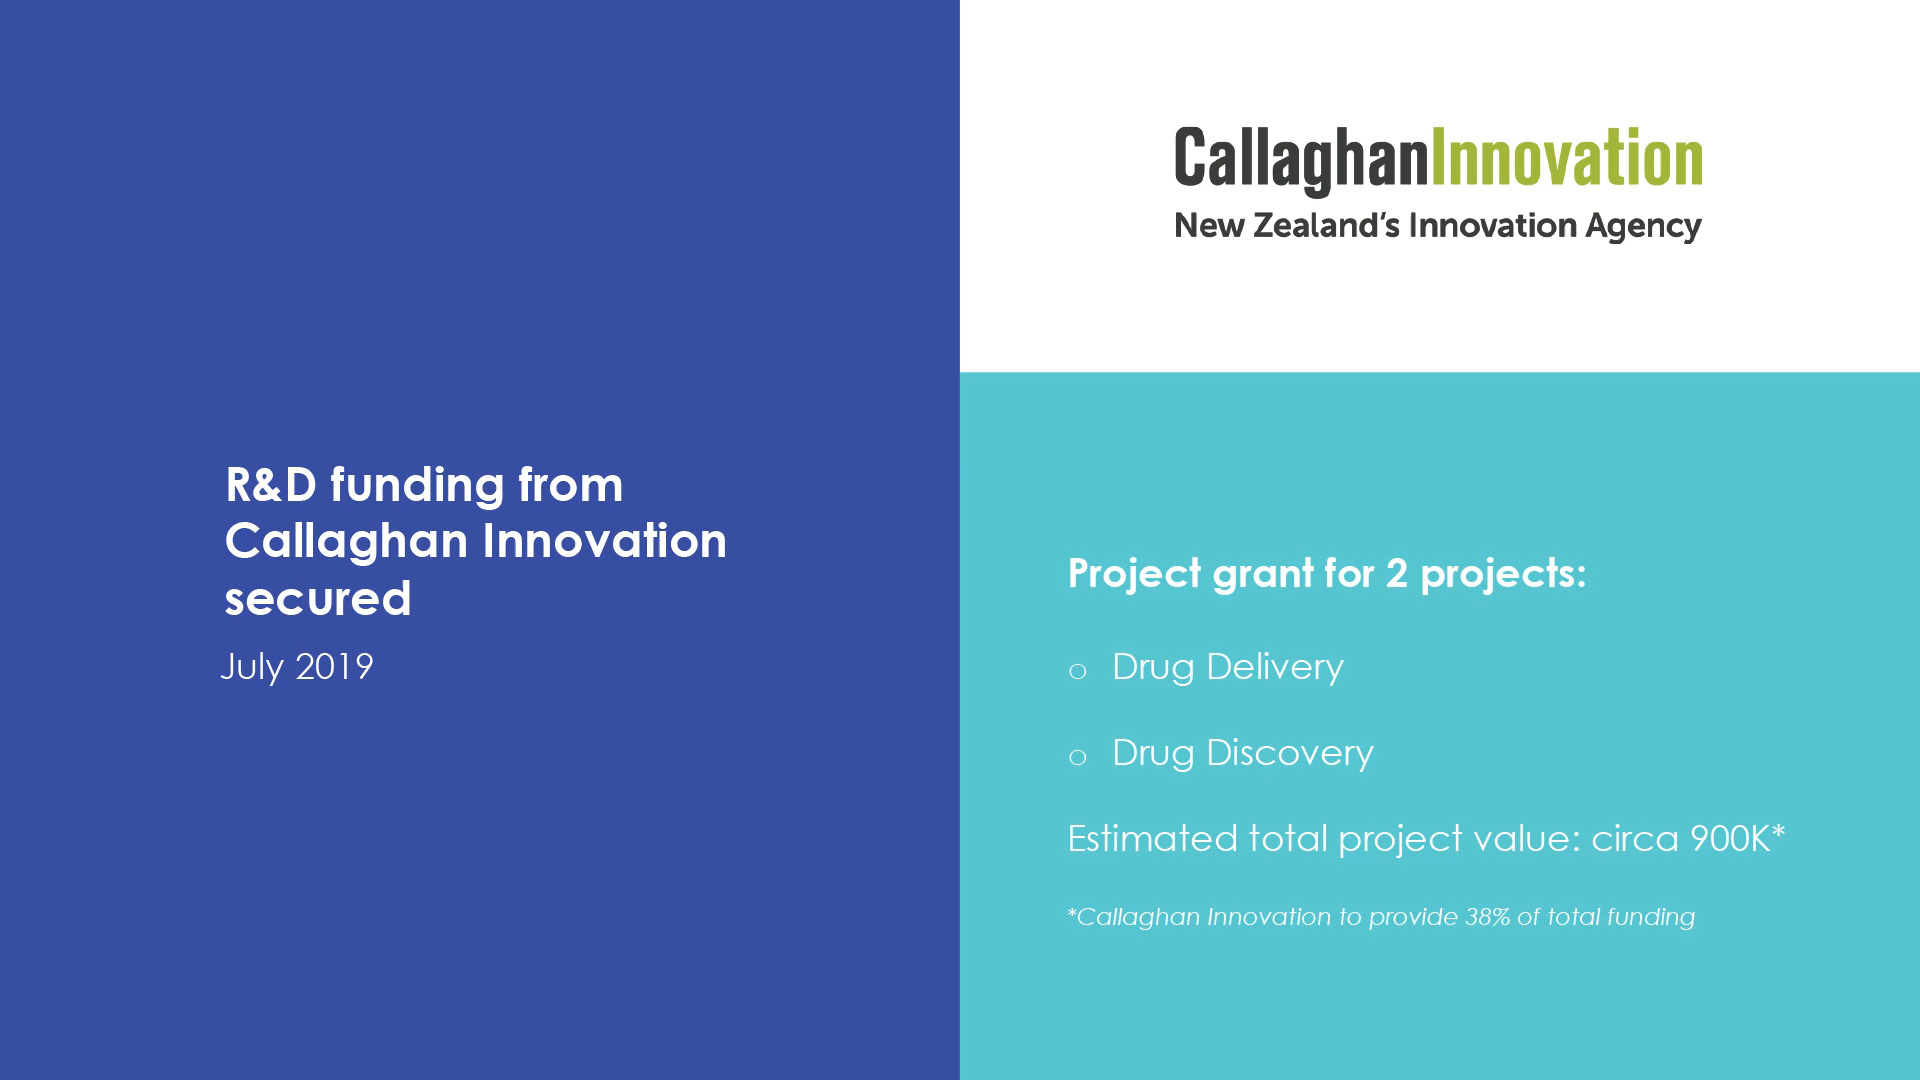 R&D funding from
Callaghan Innovation
secured
July 2019
CallaghanInnovation
New Zealand's Innovation Agency
Project grant for 2 projects:
o Drug Delivery
o Drug Discovery
Estimated total project value: circa 900K*
*Callaghan Innovation to provide 38% of total funding